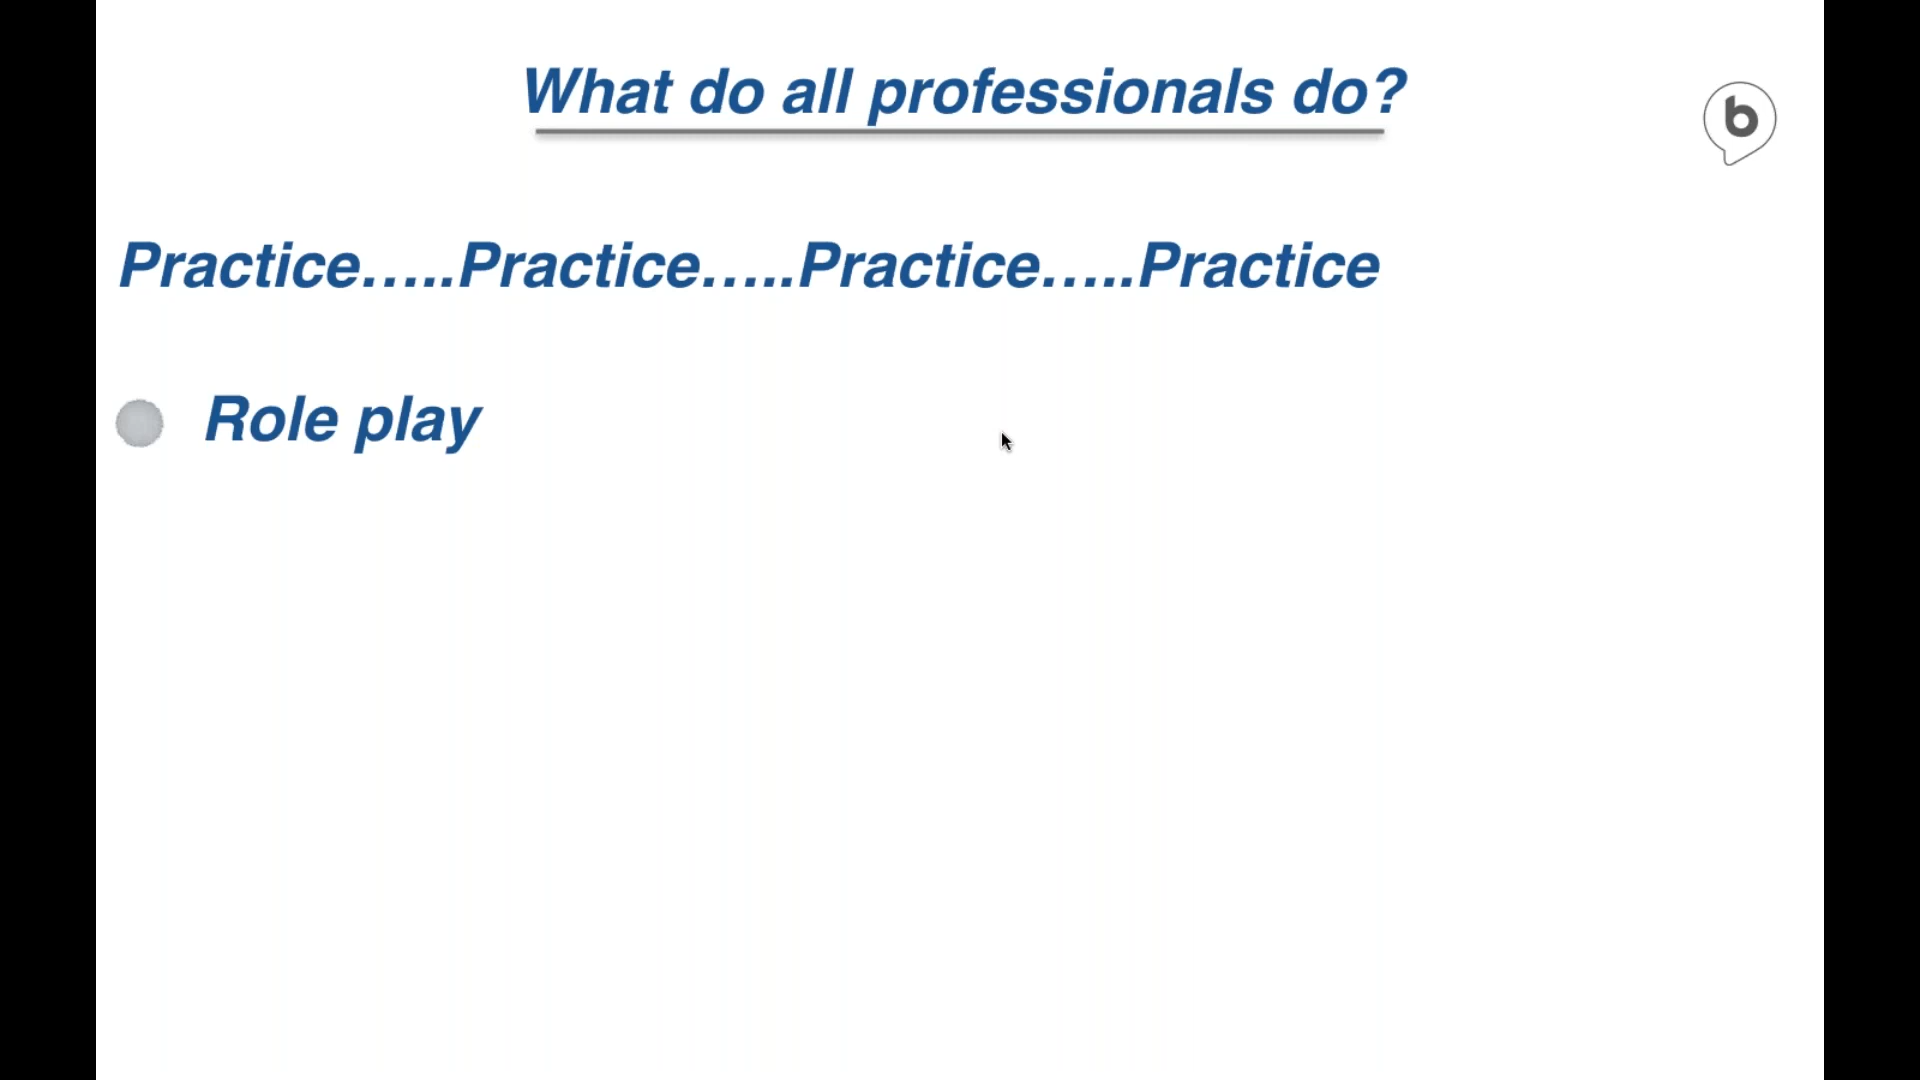 What do all professionals do?
b
Practice.....Practice.....Practice.....Practice
Role play